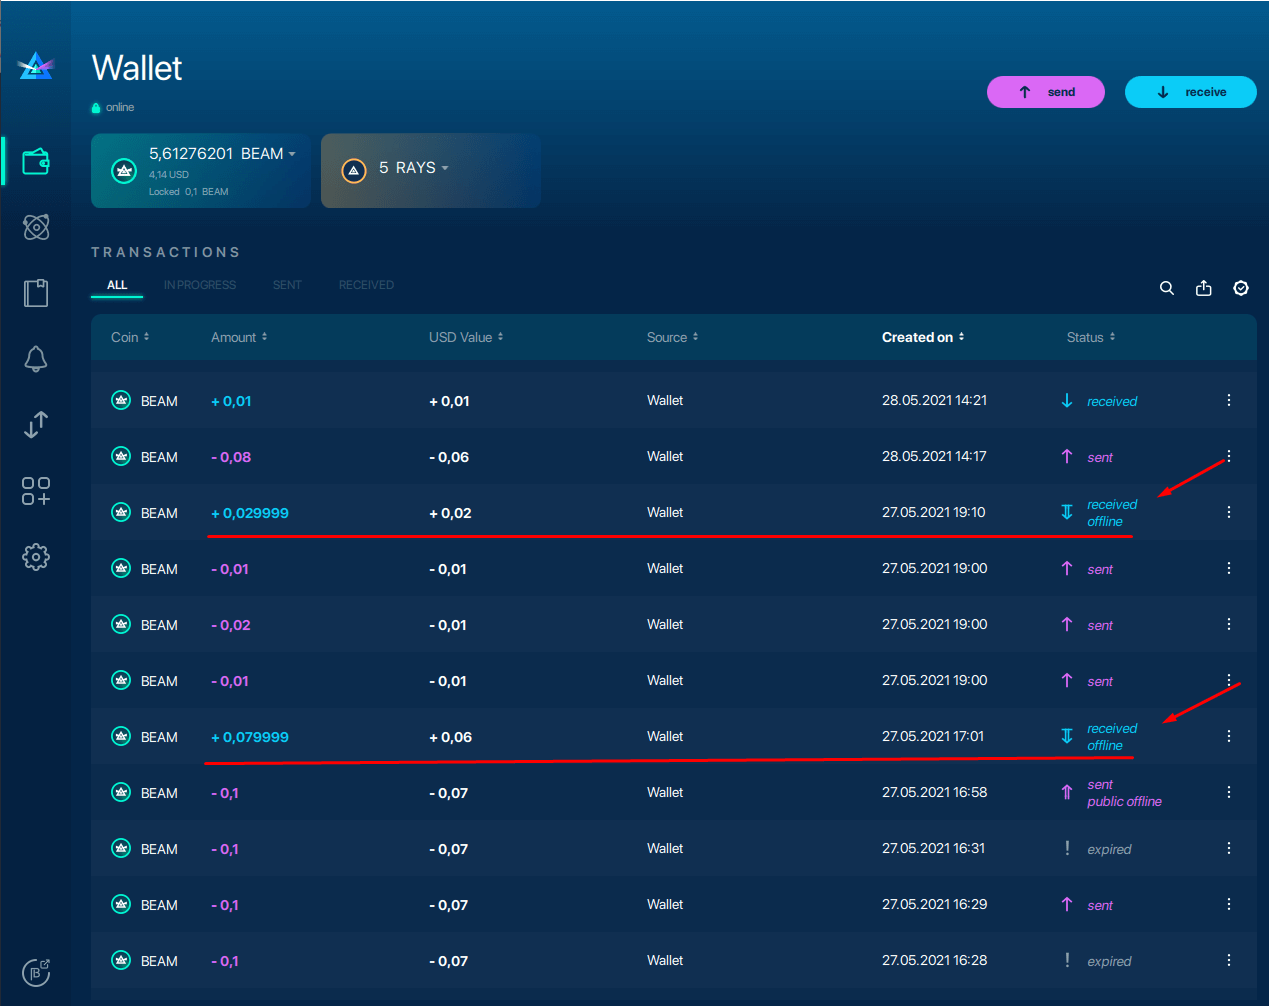 Wallet
online
send
receive
5,61276201 BEAM
4,14 USD
Locked 0,1 BEAM
5 RAYS
TRANSACTIONS
ALL IN PROGRESS SENT RECEIVED
Coin Amount USD Value Source Created on Status
BEAM + 0,01 + 0,01 Wallet 28.05.2021 14:21 received
BEAM - 0,08 - 0,06 Wallet 28.05.2021 14:17 sent
BEAM + 0,029999 + 0,02 Wallet 27.05.2021 19:10 received
offline
BEAM - 0,01 - 0,01 Wallet 27.05.2021 19:00 sent
BEAM - 0,02 - 0,01 Wallet 27.05.2021 19:00 sent
BEAM - 0,01 - 0,01 Wallet 27.05.2021 19:00 sent
BEAM + 0,079999 + 0,06 Wallet 27.05.2021 17:01 received
offline
BEAM - 0,1 - 0,07 Wallet 27.05.2021 16:58 sent
public offline
BEAM - 0,1 - 0,07 Wallet 27.05.2021 16:31 ! expired
BEAM - 0,1 - 0,07 Wallet 27.05.2021 16:29 sent
BEAM - 0,1 - 0,07 Wallet 27.05.2021 16:28 ! expired